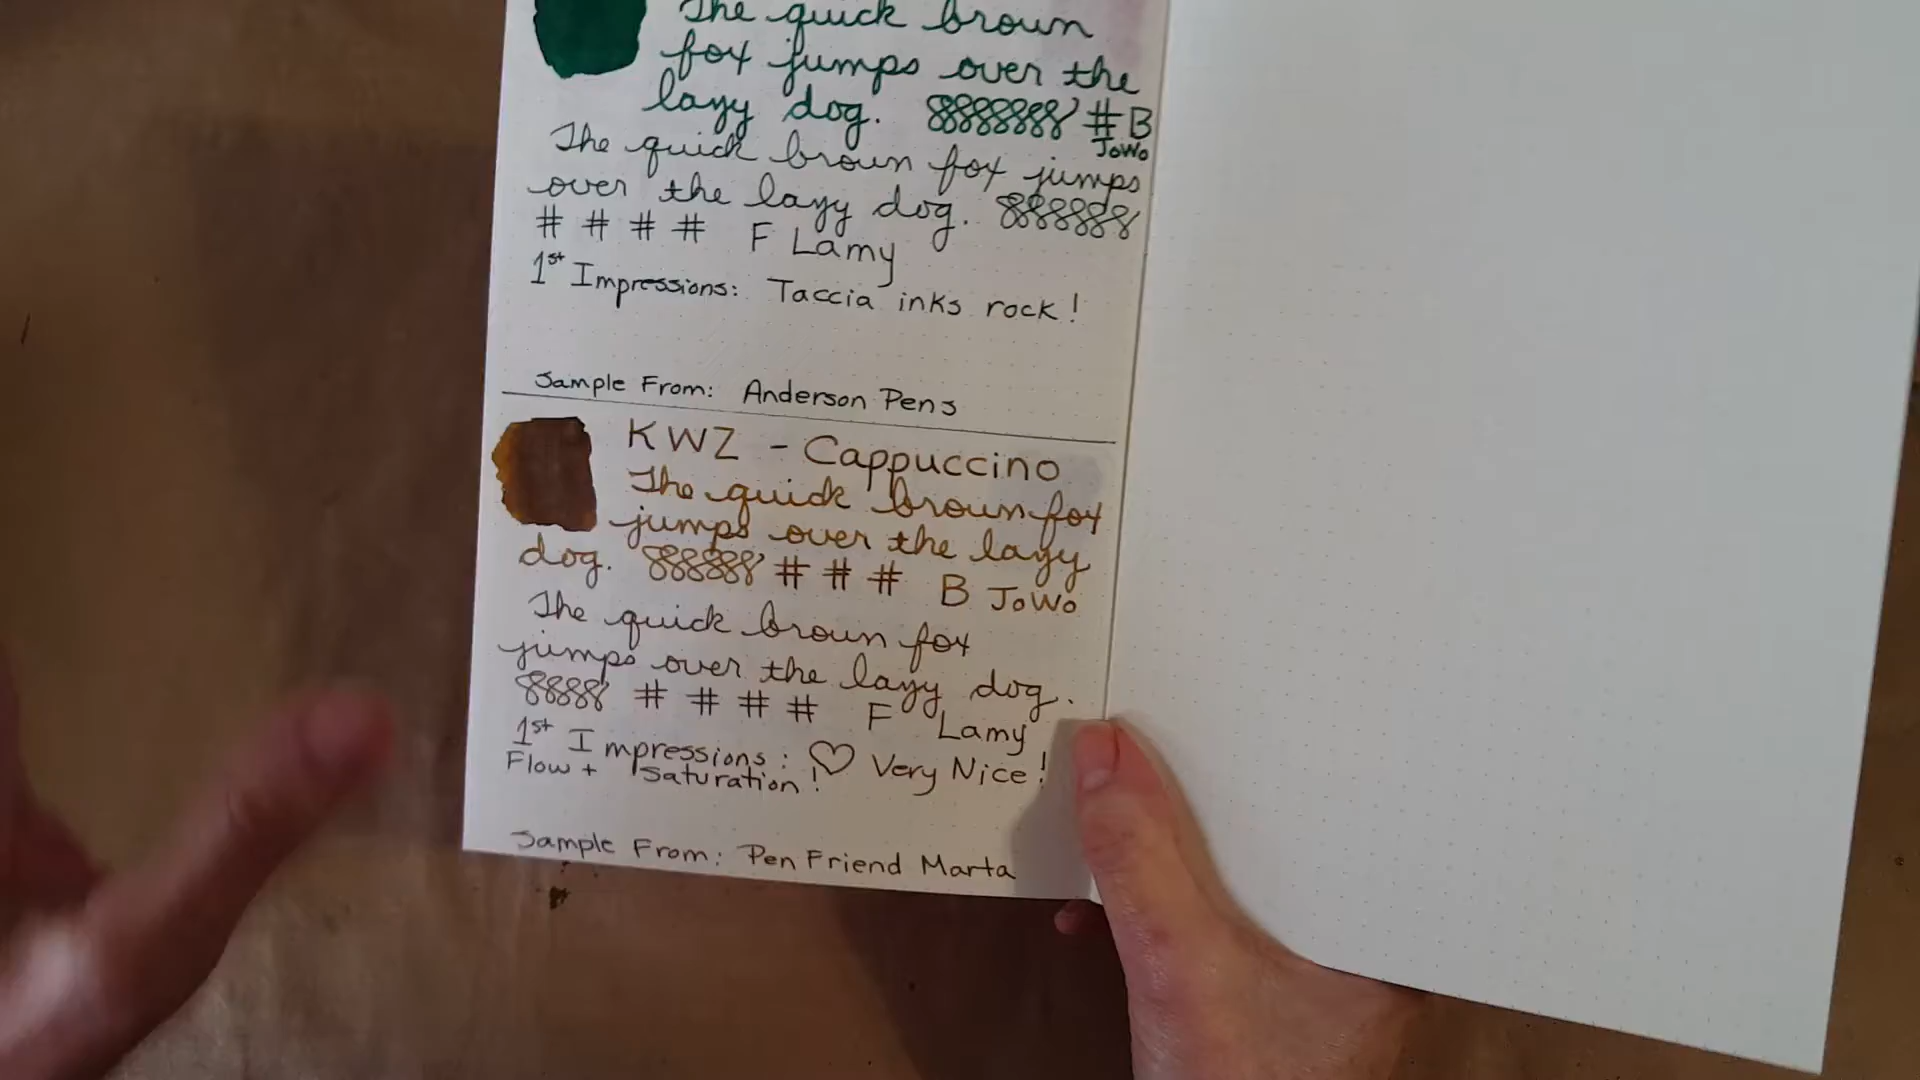 The quick brown
fox jumps over the
lazy dog. 88888888 # B
JoWo
The quick brown fox jumps
over the lazy dog. 888888
# # # # F Lamy
1st Impressions: Taccia inks rock!
Sample From: Anderson Pens
KWZ - Cappuccino
The quick brown fox
jumps over the lazy
dog. 888888 # # # B JoWo
The quick brown fox
jumps over the lazy dog.
88888 # # # # F Lamy
1st Impressions: ♡ Very Nice!
Flow + Saturation!
Sample From: Pen Friend Marta